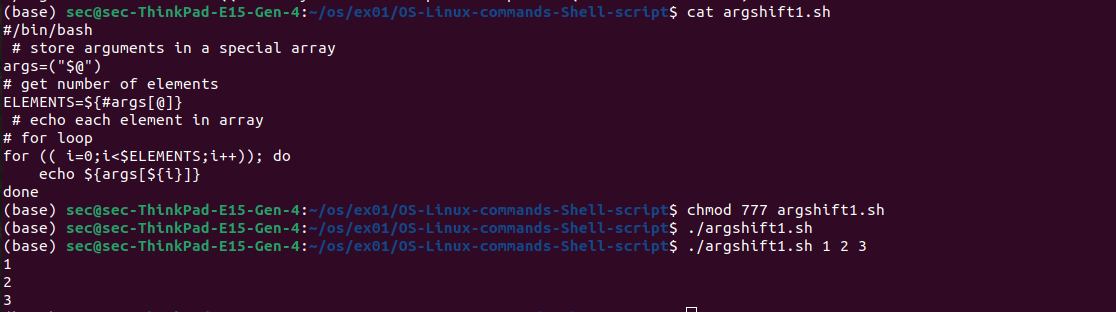 (base) sec@sec-ThinkPad-E15-Gen-4:~/os/ex01/OS-Linux-commands-Shell-script$ cat argshift1.sh
#/bin/bash
 # store arguments in a special array
args=("$@")
# get number of elements
ELEMENTS=${#args[@]}
 # echo each element in array
# for loop
for (( i=0;i<$ELEMENTS;i++)); do
    echo ${args[${i}]}
done
(base) sec@sec-ThinkPad-E15-Gen-4:~/os/ex01/OS-Linux-commands-Shell-script$ chmod 777 argshift1.sh
(base) sec@sec-ThinkPad-E15-Gen-4:~/os/ex01/OS-Linux-commands-Shell-script$ ./argshift1.sh
(base) sec@sec-ThinkPad-E15-Gen-4:~/os/ex01/OS-Linux-commands-Shell-script$ ./argshift1.sh 1 2 3
1
2
3